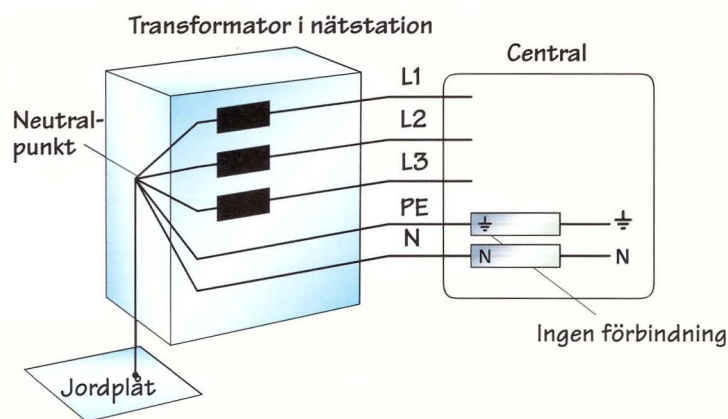 Transformator i nätstation
Central
L1
Neutral-
punkt
L2
L3
PE
N
N
N
Ingen förbindning
Jordplåt